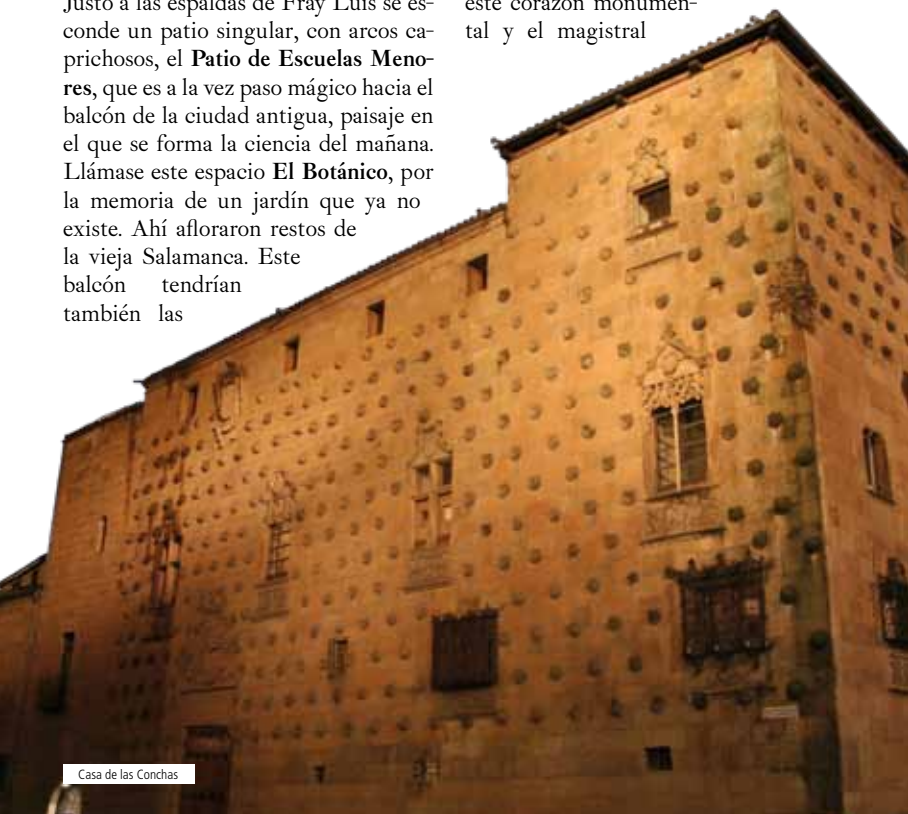 Justo a las espaldas de Fray Luis se es-
conde un patio singular, con arcos ca-
prichosos, el Patio de Escuelas Meno-
res, que es a la vez paso mágico hacia el
balcón de la ciudad antigua, paisaje en
el que se forma la ciencia del mañana.
Llámase este espacio El Botánico, por
la memoria de un jardín que ya no
existe. Ahí afloraron restos de
la vieja Salamanca. Este
balcón tendrían
también las
este corazón monumen-
tal y el magistral
Casa de las Conchas